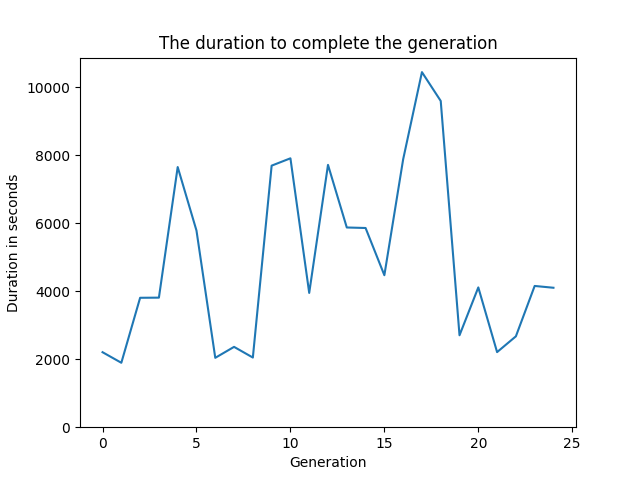 The duration to complete the generation
10000
8000
6000
4000
2000
0
Duration in seconds
0 5 10 15 20 25
Generation